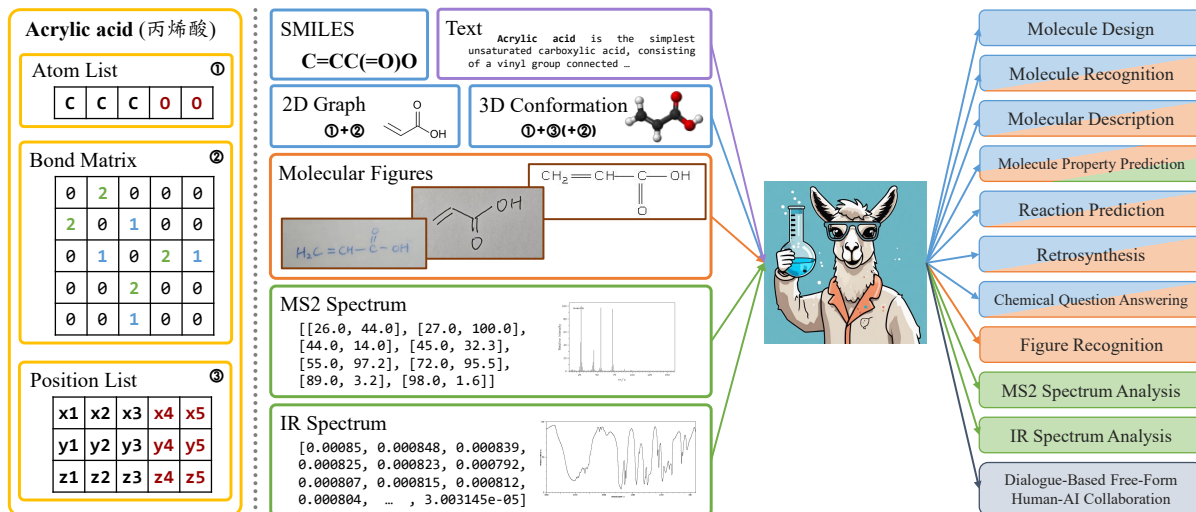 Acrylic acid (丙烯酸)
Atom List ①
C C C O O
Bond Matrix ②
0 2 0 0 0
2 0 1 0 0
0 1 0 2 1
0 0 2 0 0
0 0 1 0 0
Position List ③
x1 x2 x3 x4 x5
y1 y2 y3 y4 y5
z1 z2 z3 z4 z5
SMILES
C=CC(=O)O
Text
Acrylic acid is the simplest
unsaturated carboxylic acid, consisting
of a vinyl group connected …
2D Graph
①+②
O
OH
3D Conformation
①+③(+②)
Molecular Figures
CH₂=CH-C-OH
O
OH
O
O
H₂C=CH-C-OH
MS2 Spectrum
[[26.0, 44.0], [27.0, 100.0],
[44.0, 14.0], [45.0, 32.3],
[55.0, 97.2], [72.0, 95.5],
[89.0, 3.2], [98.0, 1.6]]
IR Spectrum
[0.00085, 0.000848, 0.000839,
0.000825, 0.000823, 0.000792,
0.000807, 0.000815, 0.000812,
0.000804, … , 3.003145e-05]
Molecule Design
Molecule Recognition
Molecular Description
Molecule Property Prediction
Reaction Prediction
Retrosynthesis
Chemical Question Answering
Figure Recognition
MS2 Spectrum Analysis
IR Spectrum Analysis
Dialogue-Based Free-Form
Human-AI Collaboration